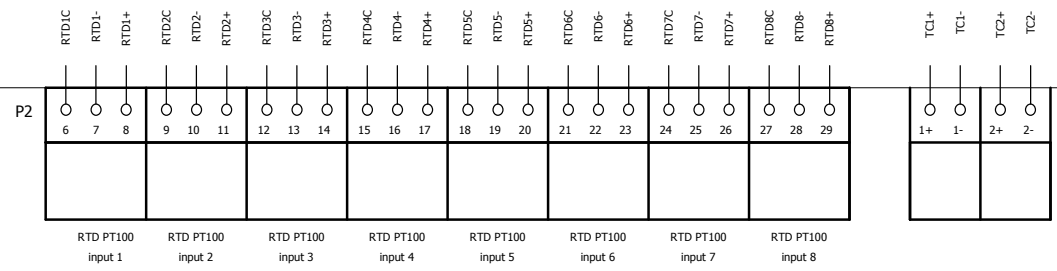 RTD1C RTD1- RTD1+ RTD2C RTD2- RTD2+ RTD3C RTD3- RTD3+ RTD4C RTD4- RTD4+ RTD5C RTD5- RTD5+ RTD6C RTD6- RTD6+ RTD7C RTD7- RTD7+ RTD8C RTD8- RTD8+ TC1+ TC1- TC2+ TC2-
P2
6 7 8 9 10 11 12 13 14 15 16 17 18 19 20 21 22 23 24 25 26 27 28 29 1+ 1- 2+ 2-
RTD PT100 RTD PT100 RTD PT100 RTD PT100 RTD PT100 RTD PT100 RTD PT100 RTD PT100
input 1 input 2 input 3 input 4 input 5 input 6 input 7 input 8